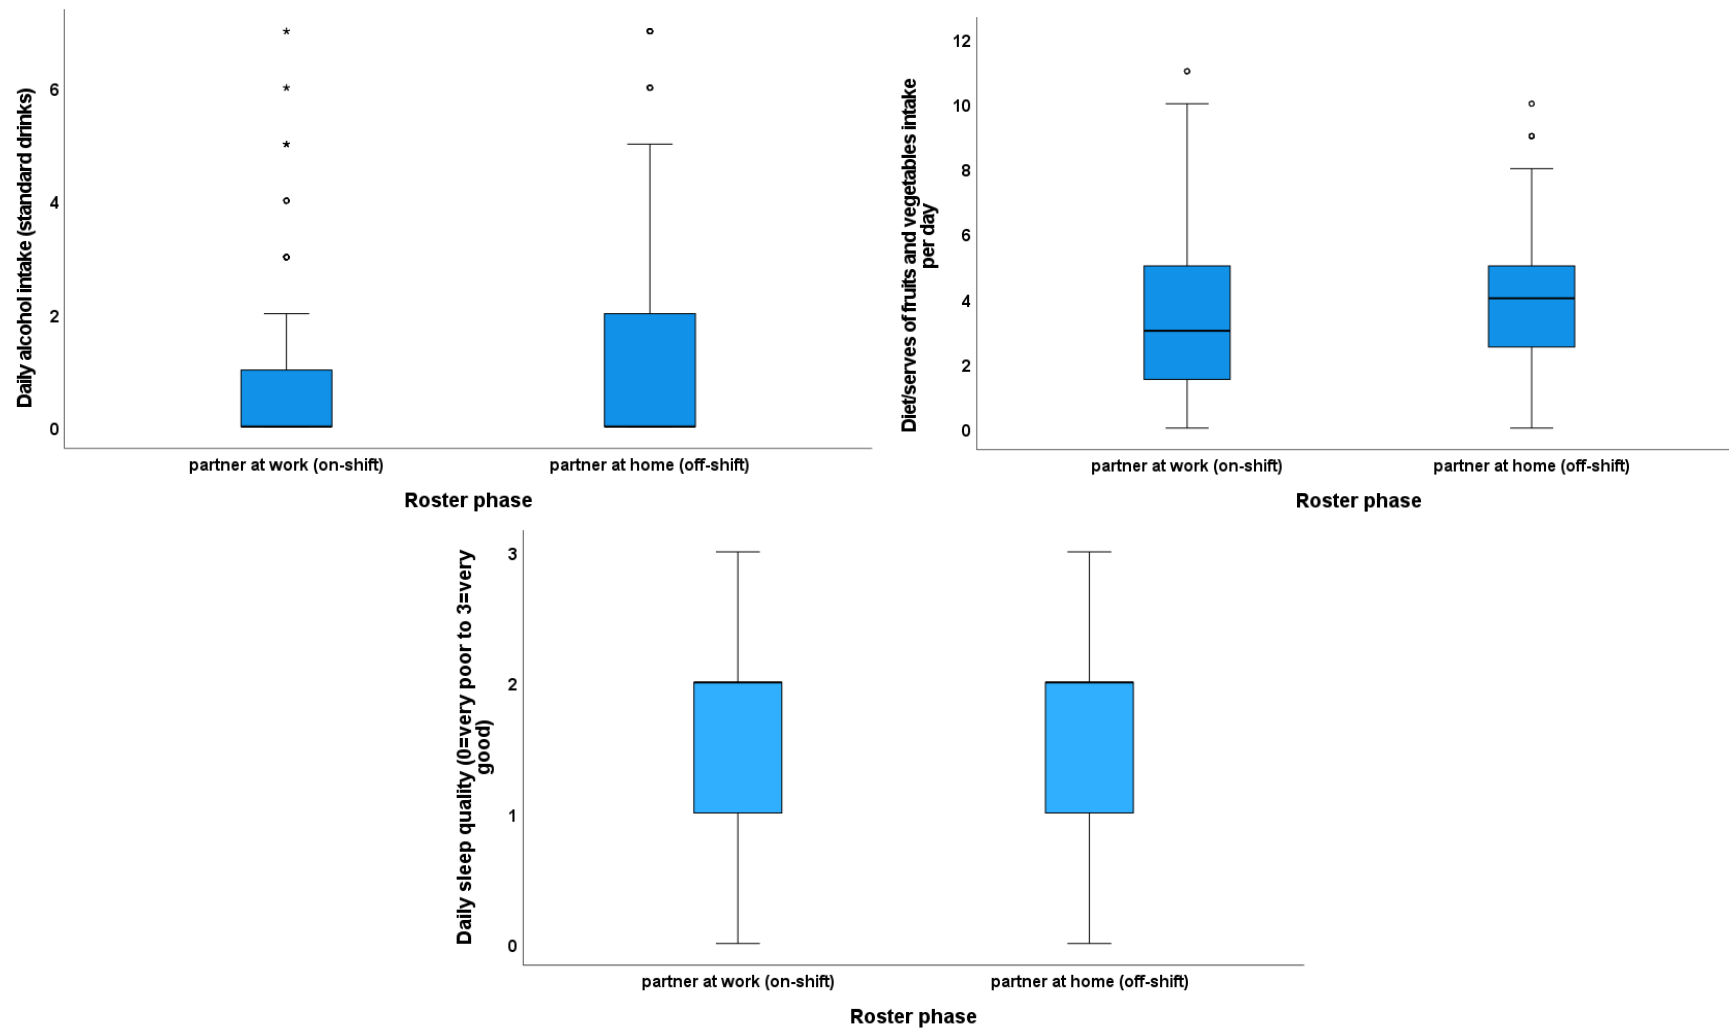 Daily alcohol intake (standard drinks)
6
4
2
0
partner at work (on-shift)
partner at home (off-shift)
Roster phase
Diet/serves of fruits and vegetables intake
per day
12
10
8
6
4
2
0
partner at work (on-shift)
partner at home (off-shift)
Roster phase
Daily sleep quality (0=very poor to 3=very
good)
3
2
1
0
partner at work (on-shift)
partner at home (off-shift)
Roster phase